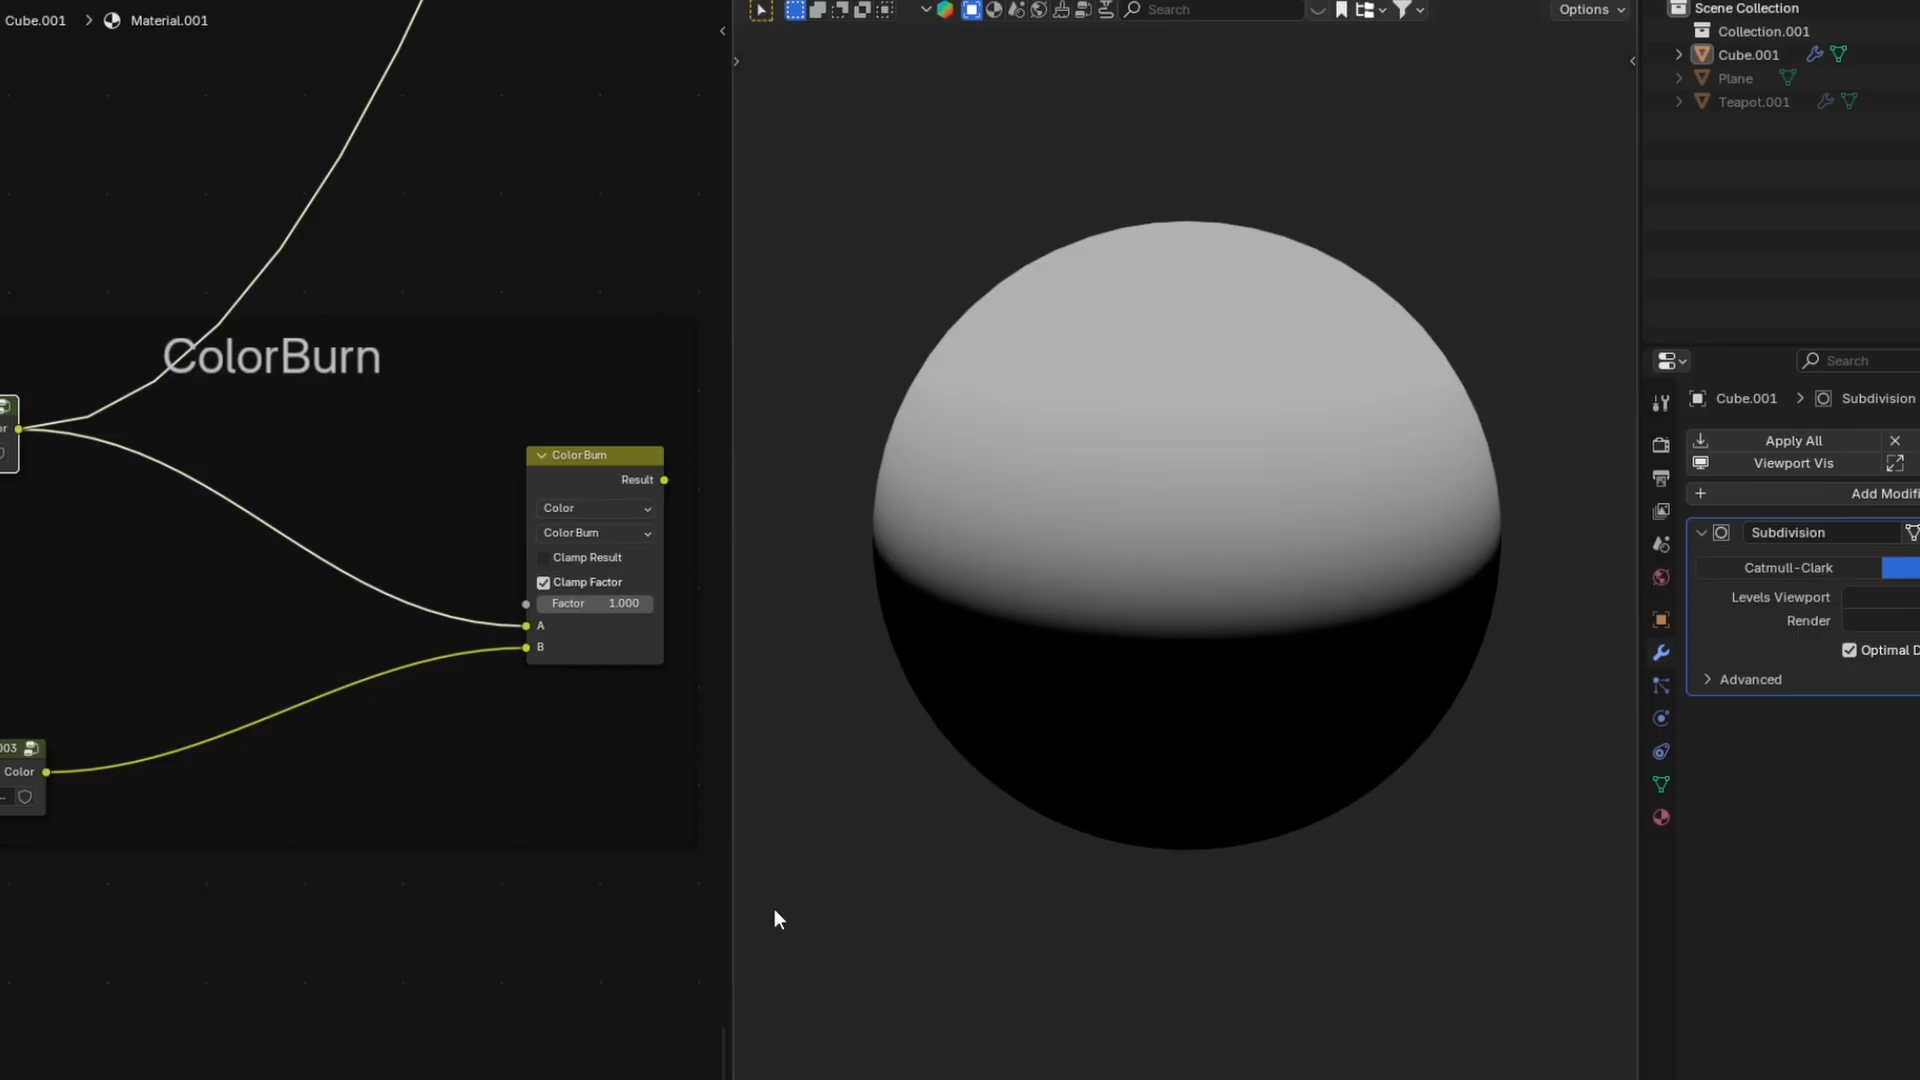 Cube.001 > Material.001
ColorBurn
or
Color Burn
Result
Color
Color Burn
Clamp Result
Clamp Factor
Factor 1.000
A
B
003
Color
Search
Options
Scene Collection
Collection.001
Cube.001
Plane
Teapot.001
Search
Cube.001 > Subdivision
Apply All
Viewport Vis
Add Modifi
Subdivision
Catmull-Clark
Levels Viewport
Render
Optimal D
Advanced